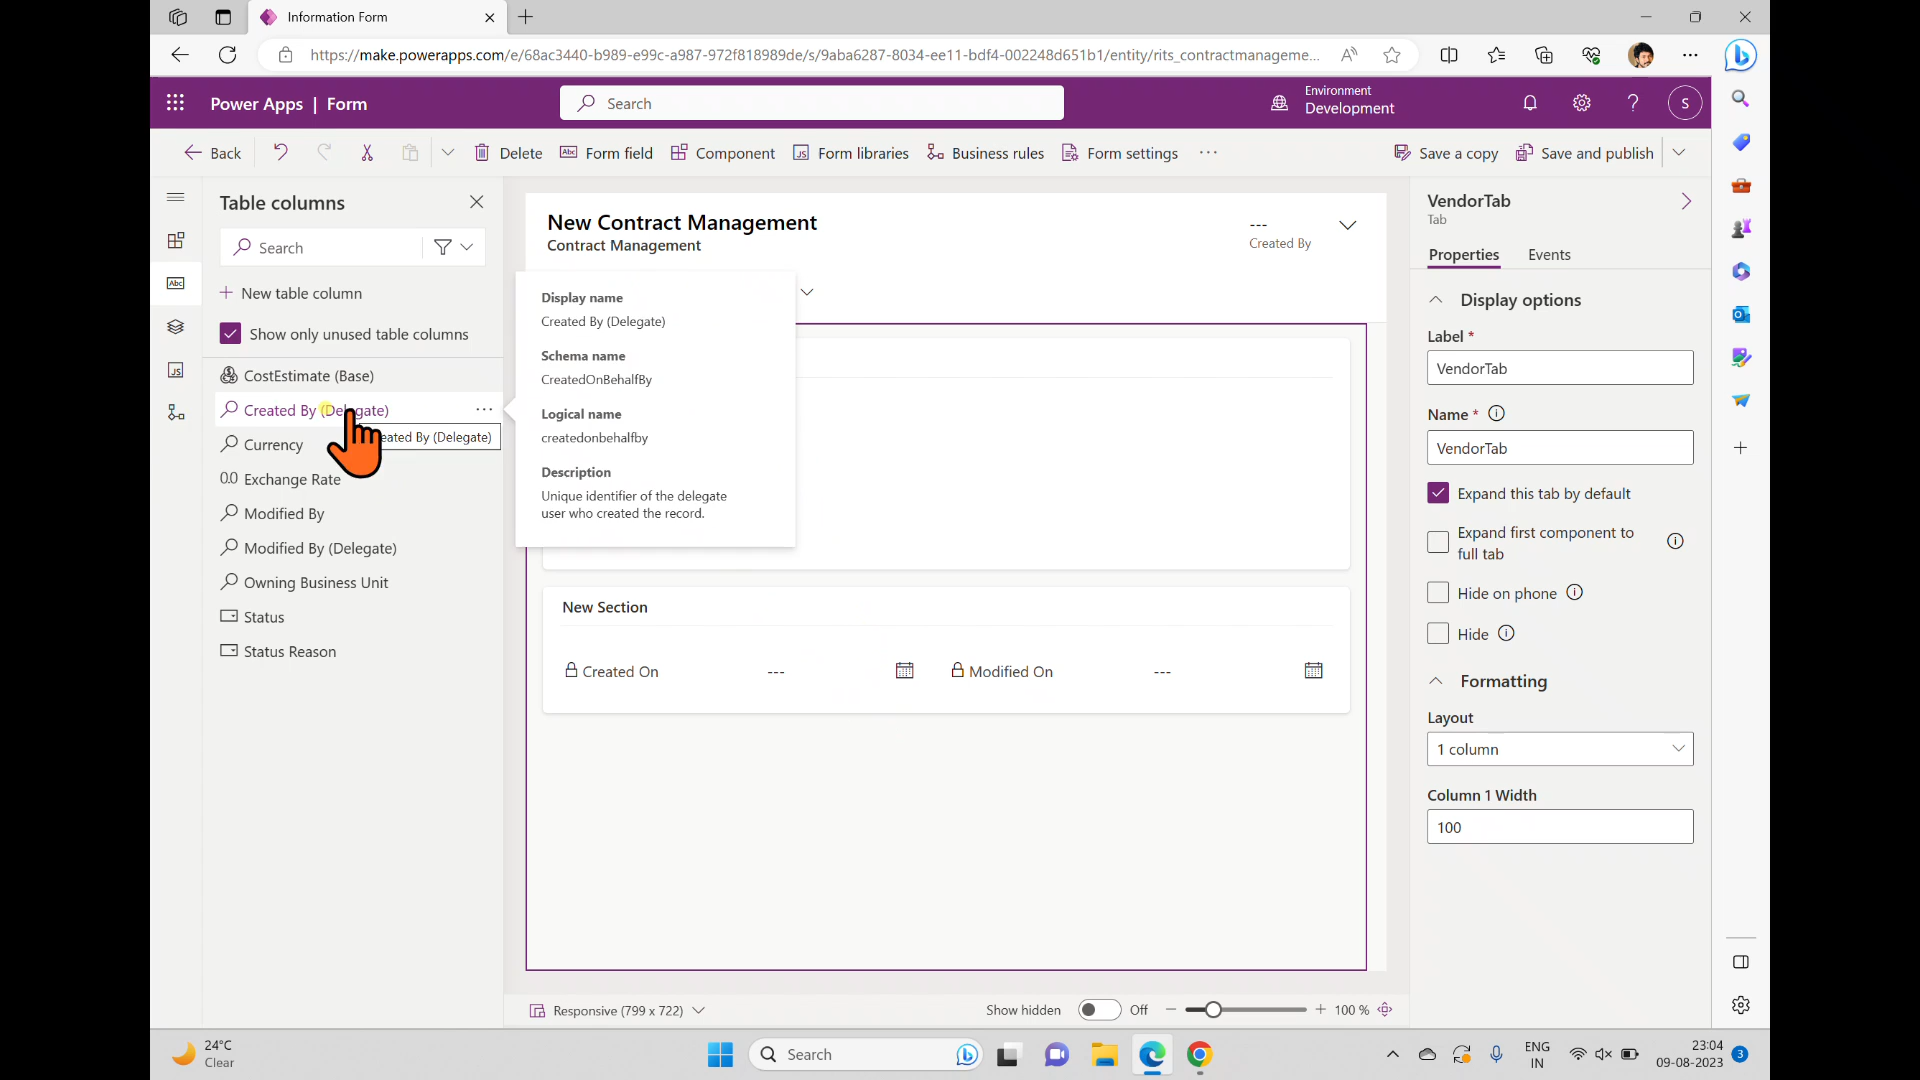 Information Form
https://make.powerapps.com/e/68ac3440-b989-e99c-a987-972f818989de/s/9aba6287-8034-ee11-bdf4-002248d651b1/entity/rits_contractmanageme...
Power Apps | Form
Search
Environment
Development
S
Back
Delete
Abc Form field
Component
JS Form libraries
Business rules
Form settings
Save a copy
Save and publish
Table columns
Search
New table column
Show only unused table columns
Abc
JS
CostEstimate (Base)
Created By (Delegate)
eated By (Delegate)
Currency
0.0 Exchange Rate
Modified By
Modified By (Delegate)
Owning Business Unit
Status
Status Reason
New Contract Management
Contract Management
---
Created By
Display name
Created By (Delegate)
Schema name
CreatedOnBehalfBy
Logical name
createdonbehalfby
Description
Unique identifier of the delegate
user who created the record.
New Section
Created On
---
Modified On
---
Responsive (799 x 722)
Show hidden
Off
100 %
VendorTab
Tab
Properties
Events
Display options
Label *
VendorTab
Name *
VendorTab
Expand this tab by default
Expand first component to
full tab
Hide on phone
Hide
Formatting
Layout
1 column
Column 1 Width
100
24°C
Clear
Search
ENG
IN
23:04
09-08-2023
3